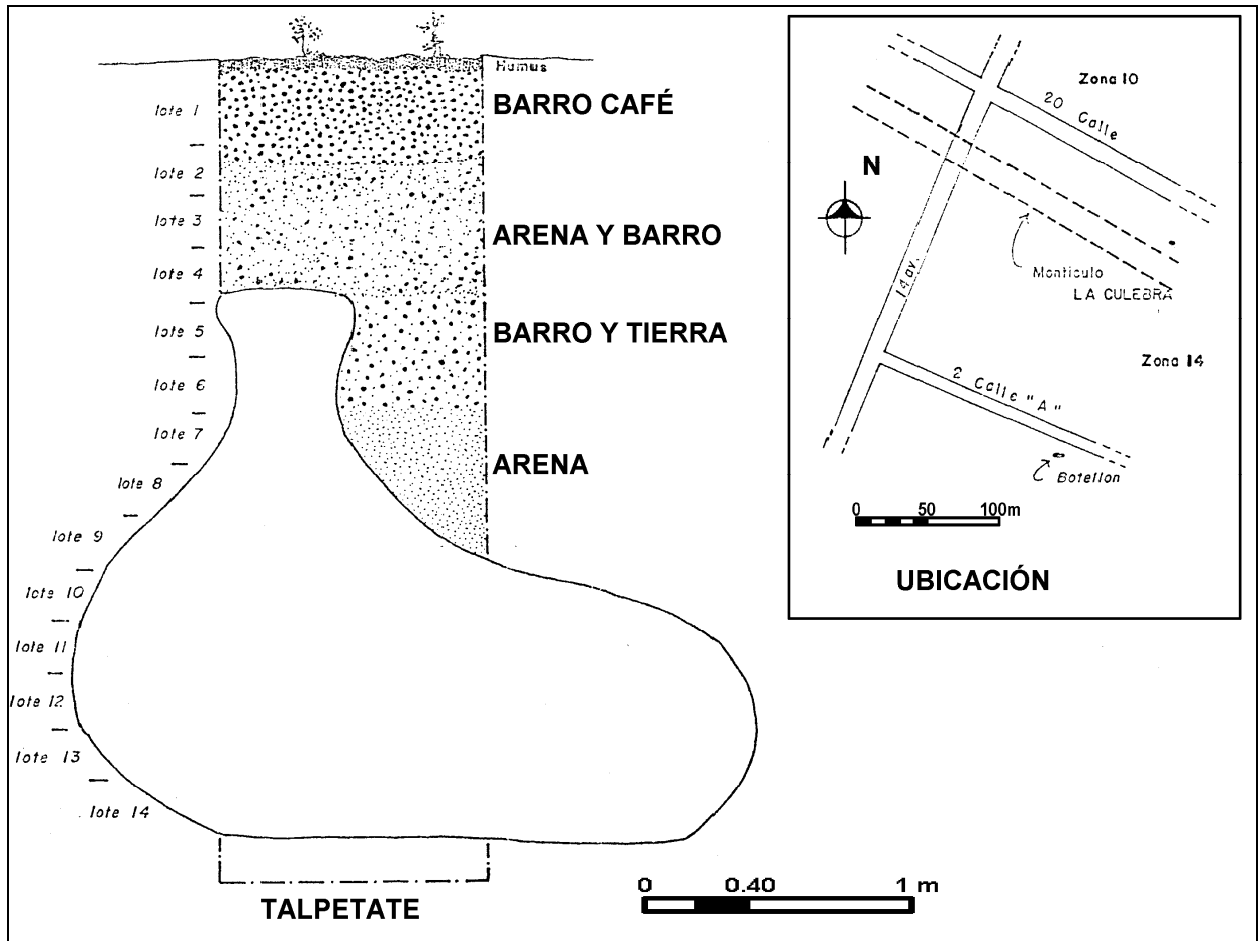 Humus
lote 1
BARRO CAFÉ
lote 2
lote 3
ARENA Y BARRO
lote 4
lote 5
BARRO Y TIERRA
lote 6
lote 7
ARENA
lote 8
lote 9
lote 10
lote 11
lote 12
lote 13
lote 14
TALPETATE
0 0.40 1 m
Zona 10
20 Calle
N
14 av.
Montículo
LA CULEBRA
Zona 14
2 Calle "A"
Botellon
0 50 100m
UBICACIÓN